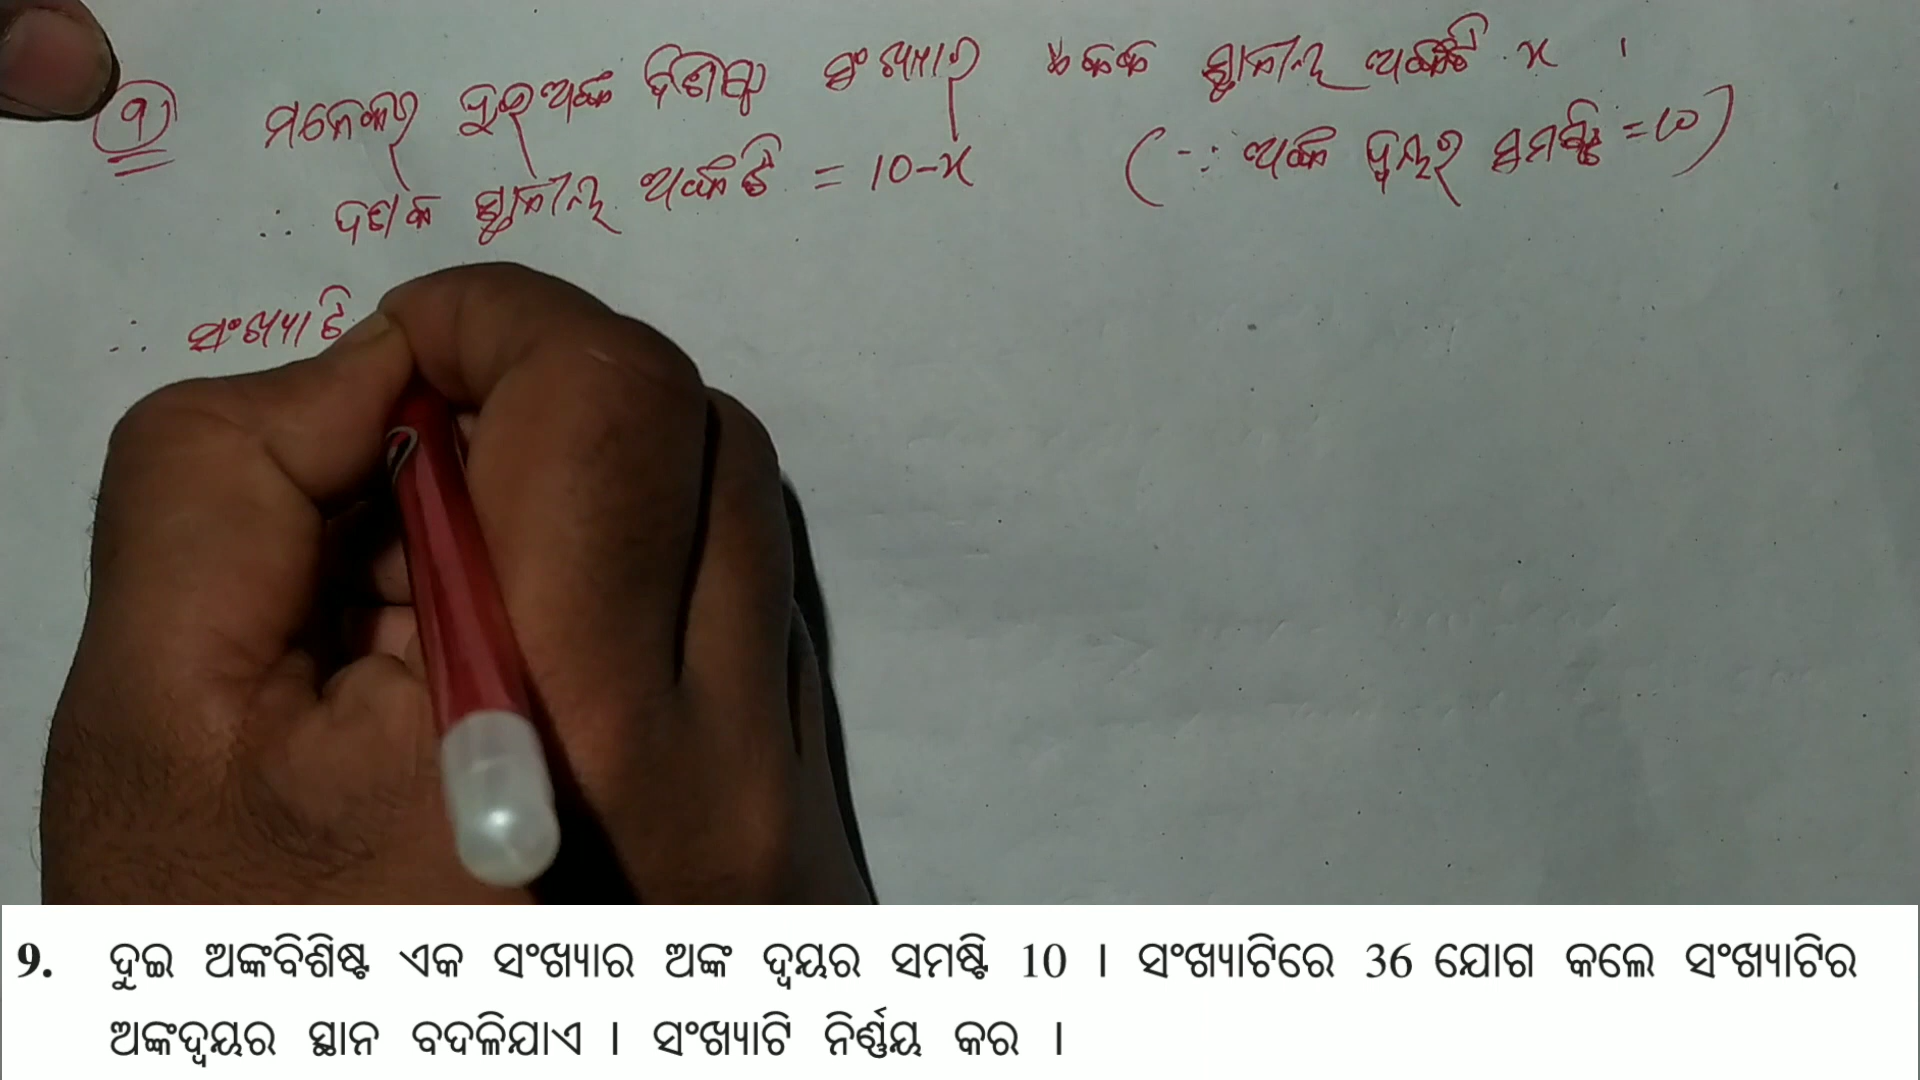 9) ମନେକର ଦୁଇଅଙ୍କ ବିଶିଷ୍ଟ ସଂଖ୍ୟାର ଏକକ ସ୍ଥାନୀୟ ଅଙ୍କଟି x ।
∴ ଦଶକ ସ୍ଥାନୀୟ ଅଙ୍କଟି = 10-x (∵ ଅଙ୍କ ଦ୍ୱୟର ସମଷ୍ଟି = 10)
∴ ସଂଖ୍ୟାଟି
9. ଦୁଇ ଅଙ୍କବିଶିଷ୍ଟ ଏକ ସଂଖ୍ୟାର ଅଙ୍କ ଦ୍ୱୟର ସମଷ୍ଟି 10 । ସଂଖ୍ୟାଟିରେ 36 ଯୋଗ କଲେ ସଂଖ୍ୟାଟିର
ଅଙ୍କଦ୍ୱୟର ସ୍ଥାନ ବଦଳିଯାଏ । ସଂଖ୍ୟାଟି ନିର୍ଣ୍ଣୟ କର ।